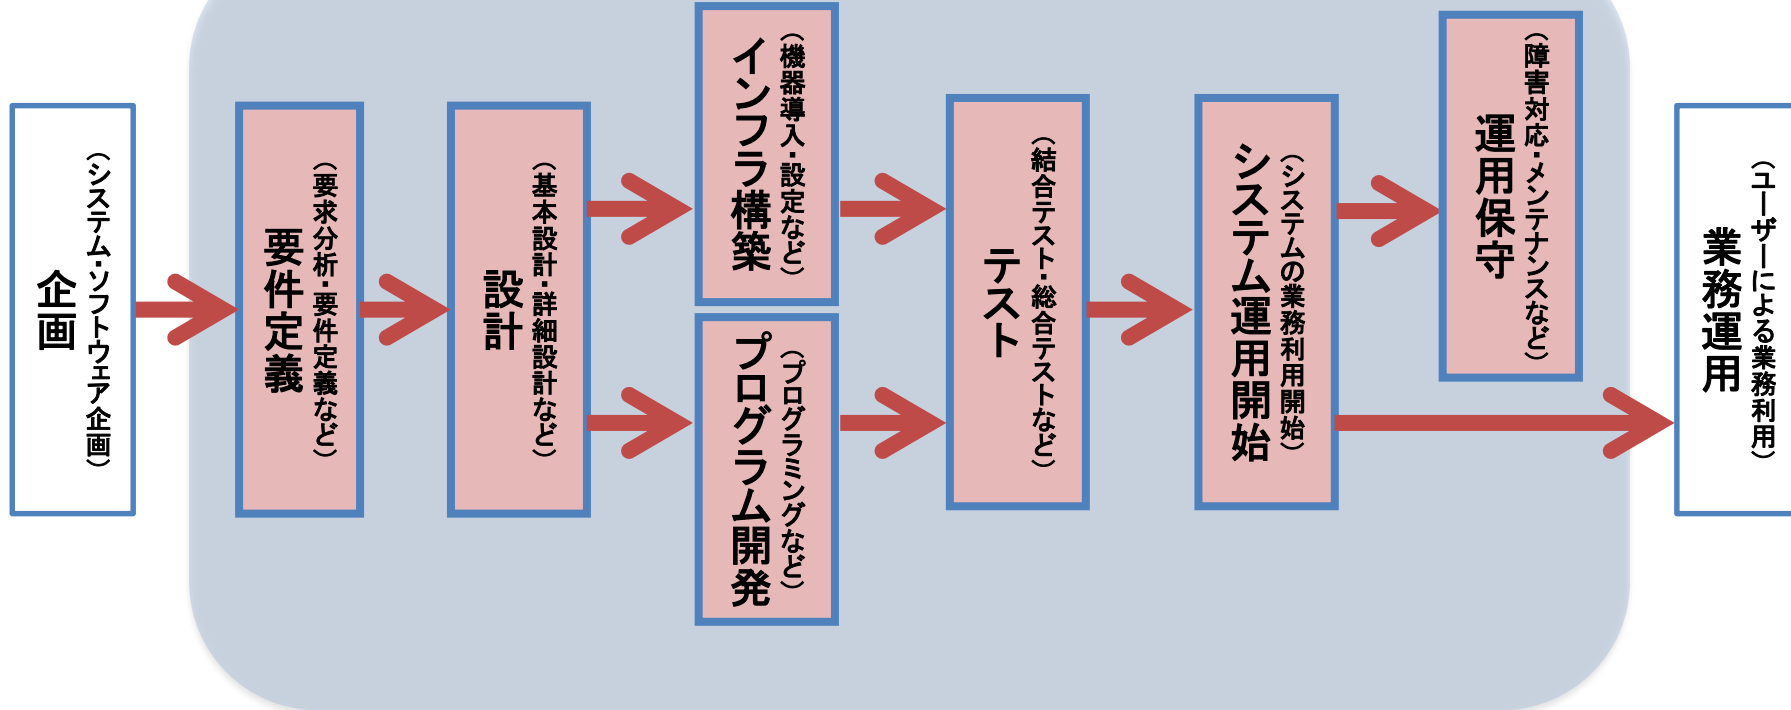 企画
（システム・ソフトウェア企画）
要件定義
（要求分析・要件定義など）
設計
（基本設計・詳細設計など）
インフラ構築
（機器導入・設定など）
プログラム開発
（プログラミングなど）
テスト
（結合テスト・総合テストなど）
システム運用開始
（システムの業務利用開始）
運用保守
（障害対応・メンテナンスなど）
業務運用
（ユーザーによる業務利用）